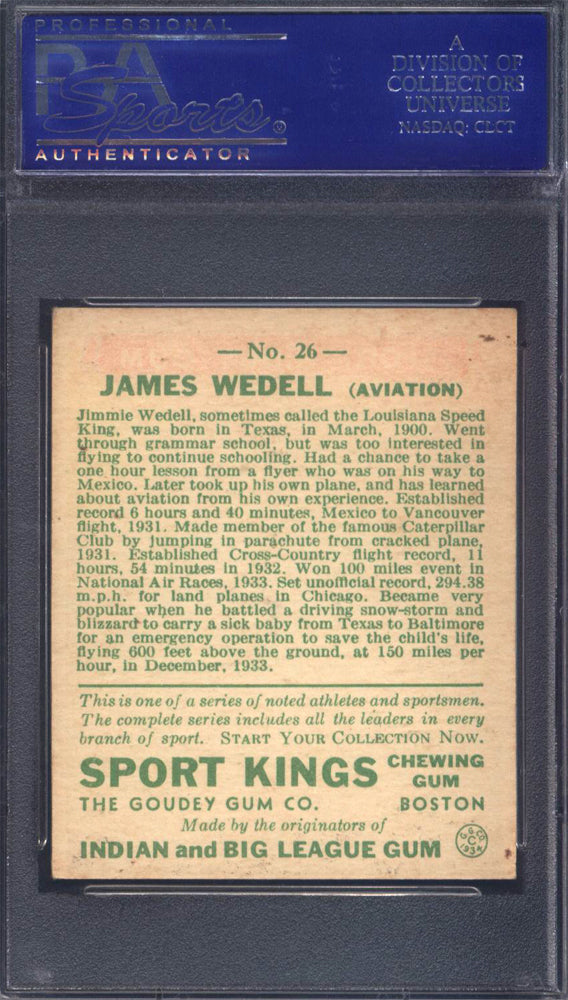 PROFESSIONAL
PSA
Sports ®
AUTHENTICATOR
A
DIVISION OF
COLLECTORS
UNIVERSE
NASDAQ: CLCT
— No. 26 —
JAMES WEDELL (AVIATION)
Jimmie Wedell, sometimes called the Louisiana Speed
King, was born in Texas, in March, 1900. Went
through grammar school, but was too interested in
flying to continue schooling. Had a chance to take a
one hour lesson from a flyer who was on his way to
Mexico. Later took up his own plane, and has learned
about aviation from his own experience. Established
record 6 hours and 40 minutes, Mexico to Vancouver
flight, 1931. Made member of the famous Caterpillar
Club by jumping in parachute from cracked plane,
1931. Established Cross-Country flight record, 11
hours, 54 minutes in 1932. Won 100 miles event in
National Air Races, 1933. Set unofficial record, 294.38
m.p.h. for land planes in Chicago. Became very
popular when he battled a driving snow-storm and
blizzard to carry a sick baby from Texas to Baltimore
for an emergency operation to save the child's life,
flying 600 feet above the ground, at 150 miles per
hour, in December, 1933.
This is one of a series of noted athletes and sportsmen.
The complete series includes all the leaders in every
branch of sport. START YOUR COLLECTION NOW.
SPORT KINGS CHEWING GUM
THE GOUDEY GUM CO. BOSTON
Made by the originators of
INDIAN and BIG LEAGUE GUM
G.G.CO.
C